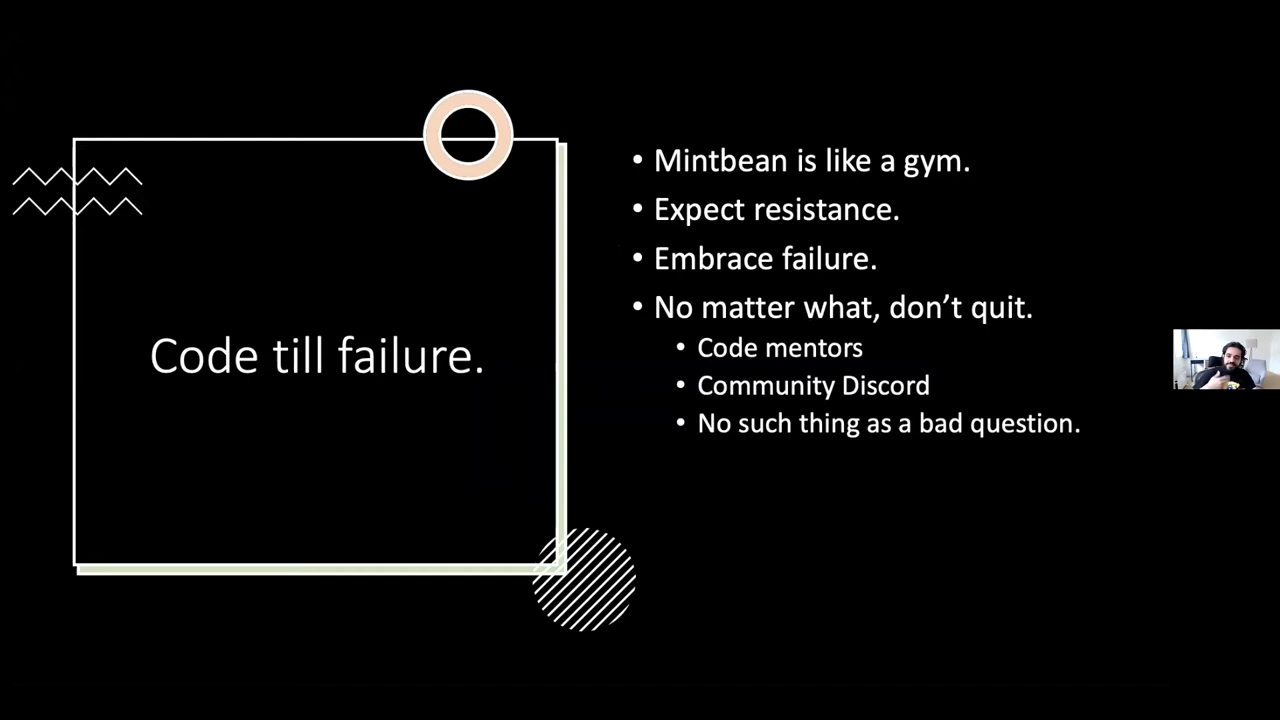 Code till failure.
• Mintbean is like a gym.
• Expect resistance.
• Embrace failure.
• No matter what, don’t quit.
• Code mentors
• Community Discord
• No such thing as a bad question.